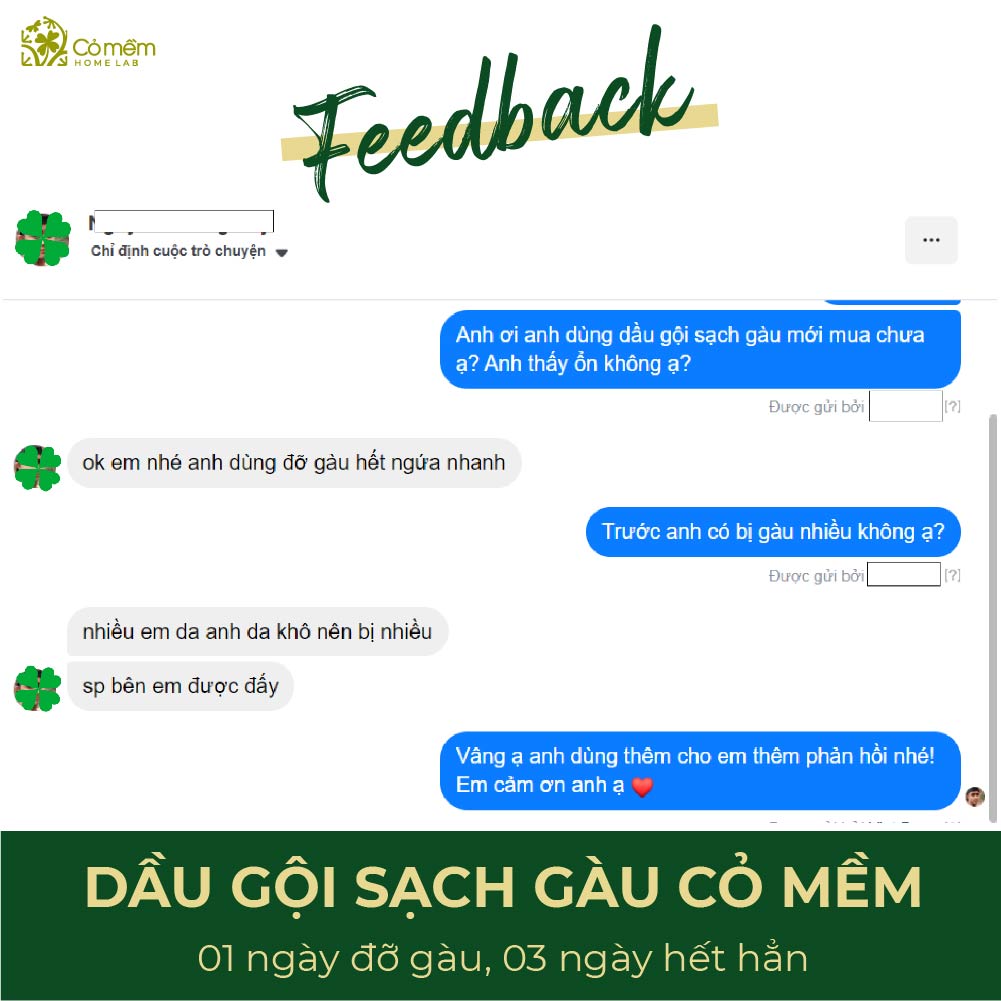 Cỏ mềm
HOME LAB
Feedback
Chỉ định cuộc trò chuyện
Anh ơi anh dùng dầu gội sạch gàu mới mua chưa
ạ? Anh thấy ổn không ạ?
Được gửi bởi [?]
ok em nhé anh dùng đỡ gàu hết ngứa nhanh
Trước anh có bị gàu nhiều không ạ?
Được gửi bởi [?]
nhiều em da anh da khô nên bị nhiều
sp bên em được đấy
Vâng ạ anh dùng thêm cho em thêm phản hồi nhé!
Em cảm ơn anh ạ ❤️
DẦU GỘI SẠCH GÀU CỎ MỀM
01 ngày đỡ gàu, 03 ngày hết hẳn